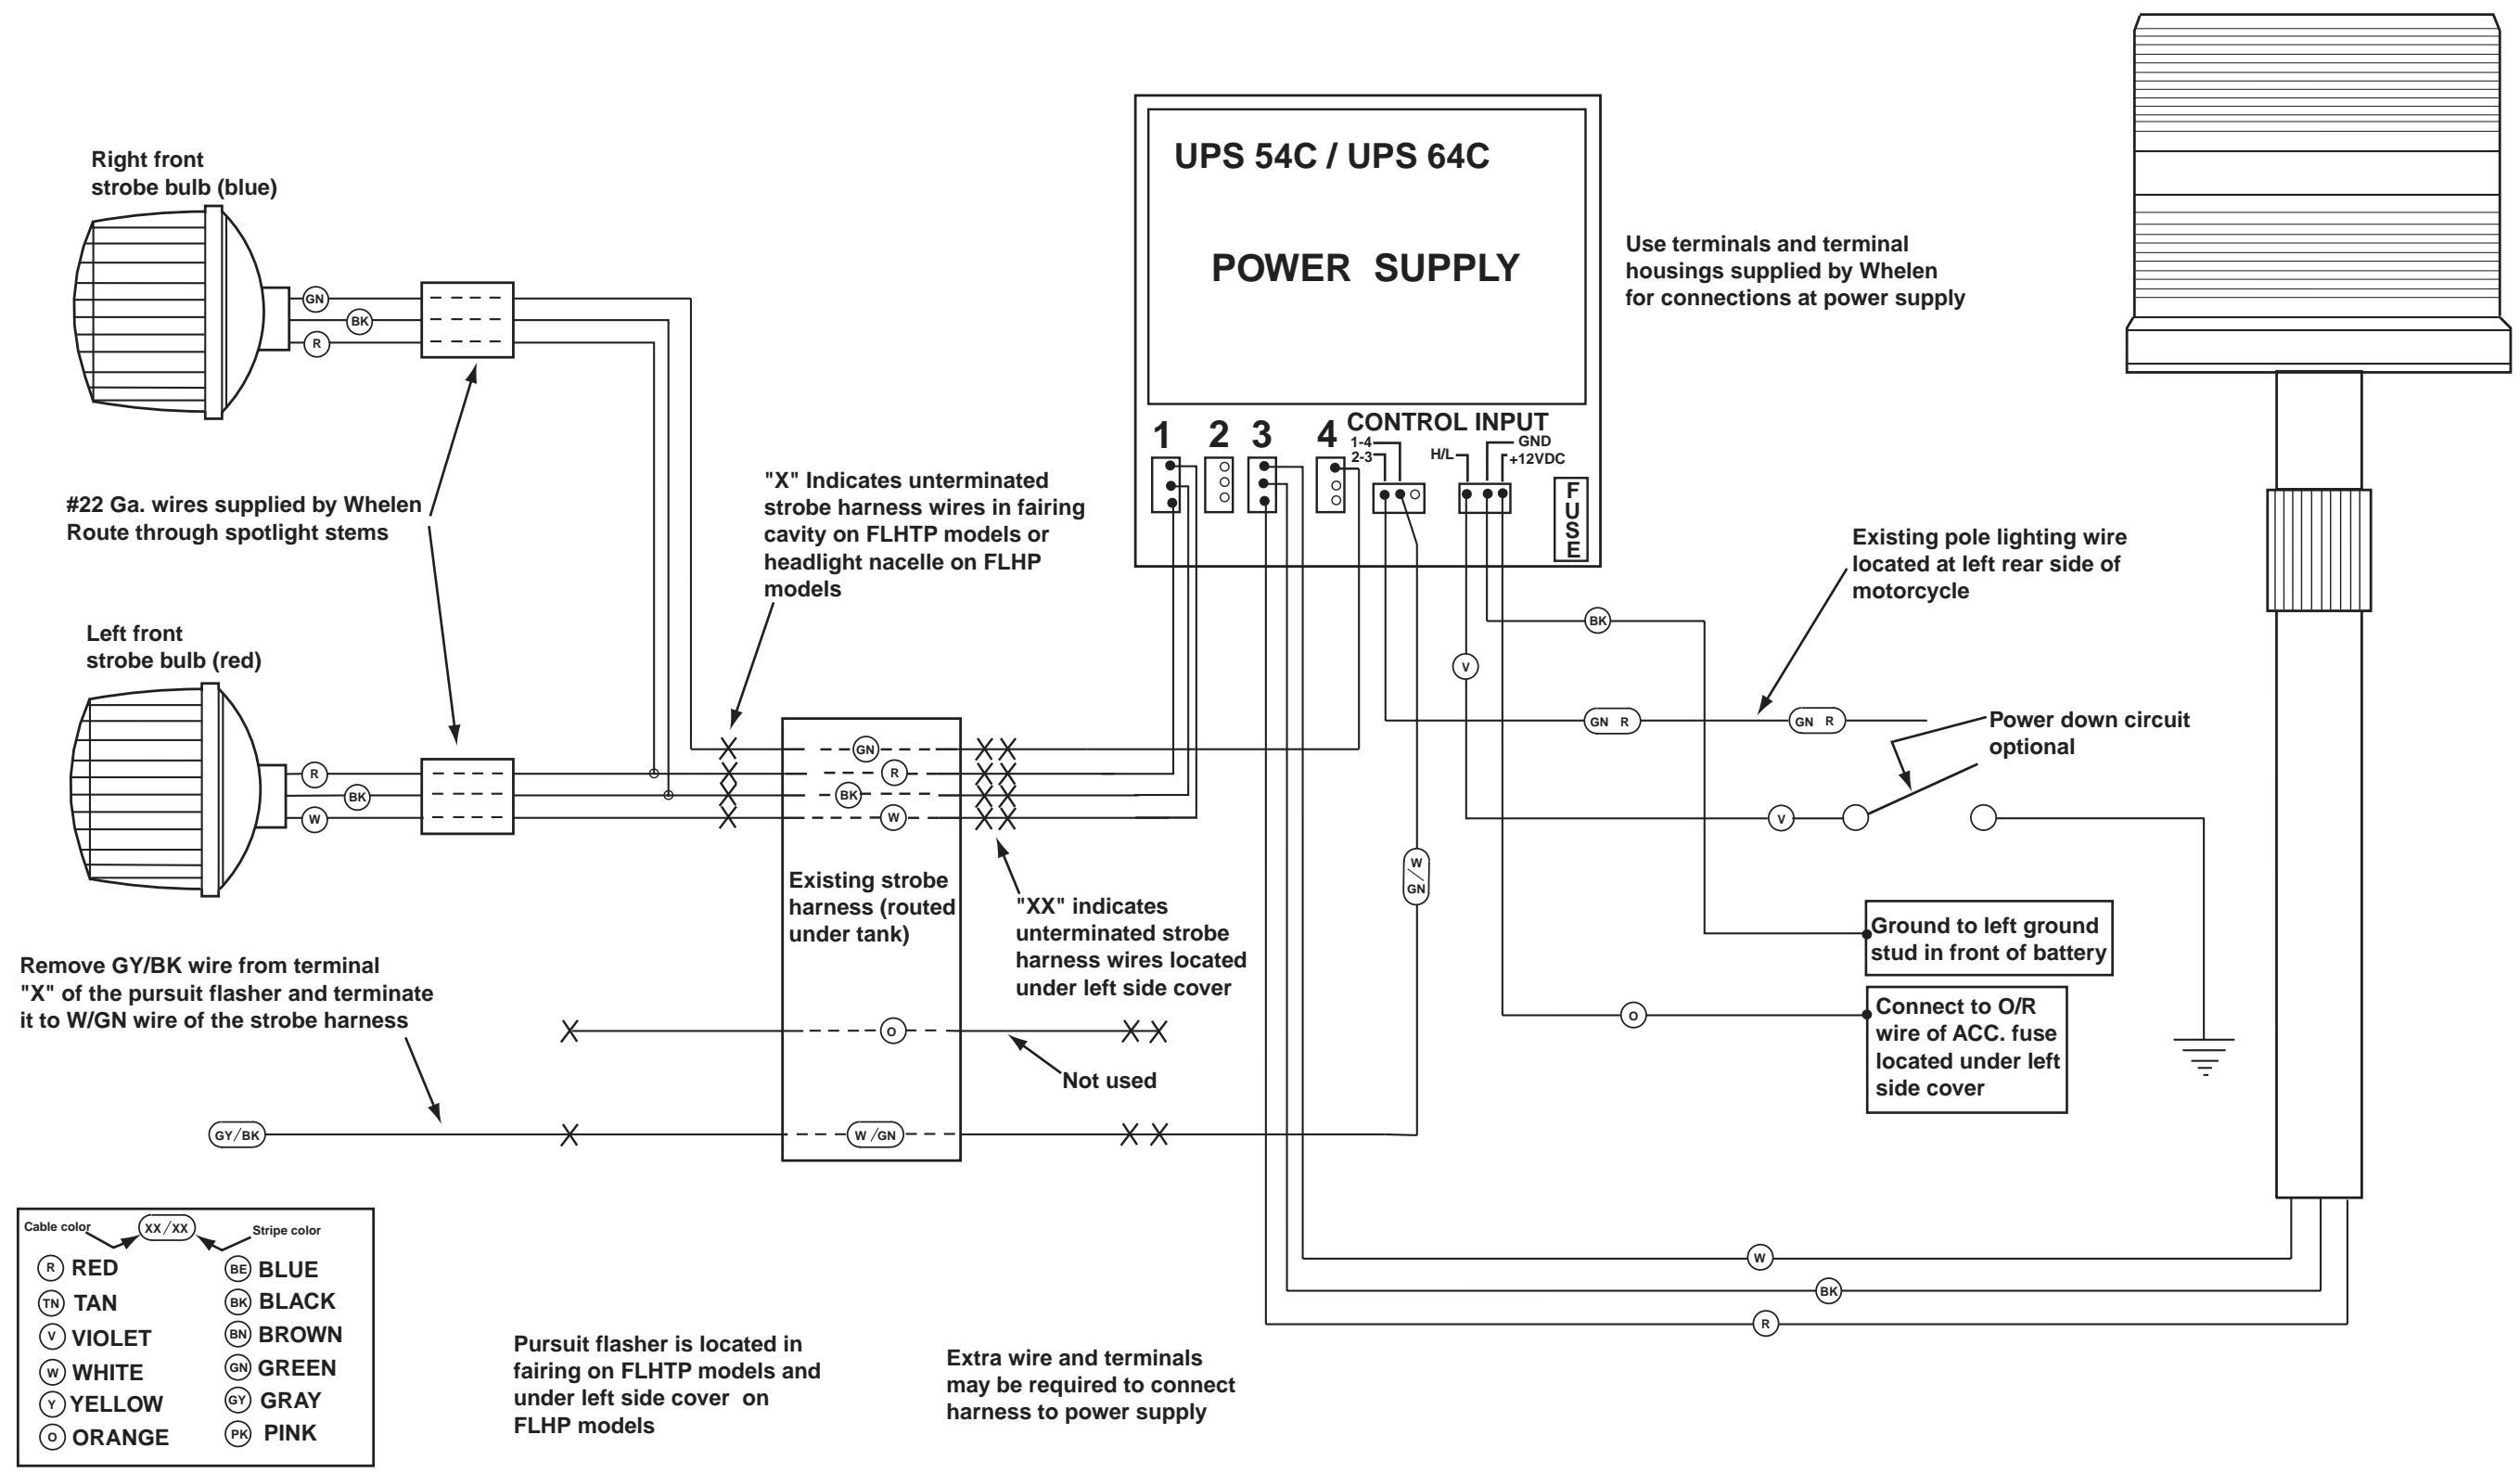 UPS 54C / UPS 64C
POWER  SUPPLY
1
2
3
4
CONTROL INPUT
1-4
2-3
H/L
GND
+12VDC
F
U
S
E
Right front
strobe bulb (blue)
GN
BK
R
#22 Ga. wires supplied by Whelen
Route through spotlight stems
Left front
strobe bulb (red)
R
BK
W
"X" Indicates unterminated
strobe harness wires in fairing
cavity on FLHTP models or
headlight nacelle on FLHP
models
Use terminals and terminal
housings supplied by Whelen
for connections at power supply
Existing pole lighting wire
located at left rear side of
motorcycle
BK
V
GN R
GN R
Power down circuit
optional
V
GN
R
BK
W
Existing strobe
harness (routed
under tank)
"XX" indicates
unterminated strobe
harness wires located
under left side cover
W
GN
Ground to left ground
stud in front of battery
Connect to O/R
wire of ACC. fuse
located under left
side cover
O
Remove GY/BK wire from terminal
"X" of the pursuit flasher and terminate
it to W/GN wire of the strobe harness
O
Not used
GY/BK
W /GN
W
BK
R
Cable color
XX/XX
Stripe color
R RED
TN TAN
V VIOLET
W WHITE
Y YELLOW
O ORANGE
BE BLUE
BK BLACK
BN BROWN
GN GREEN
GY GRAY
PK PINK
Pursuit flasher is located in
fairing on FLHTP models and
under left side cover  on
FLHP models
Extra wire and terminals
may be required to connect
harness to power supply